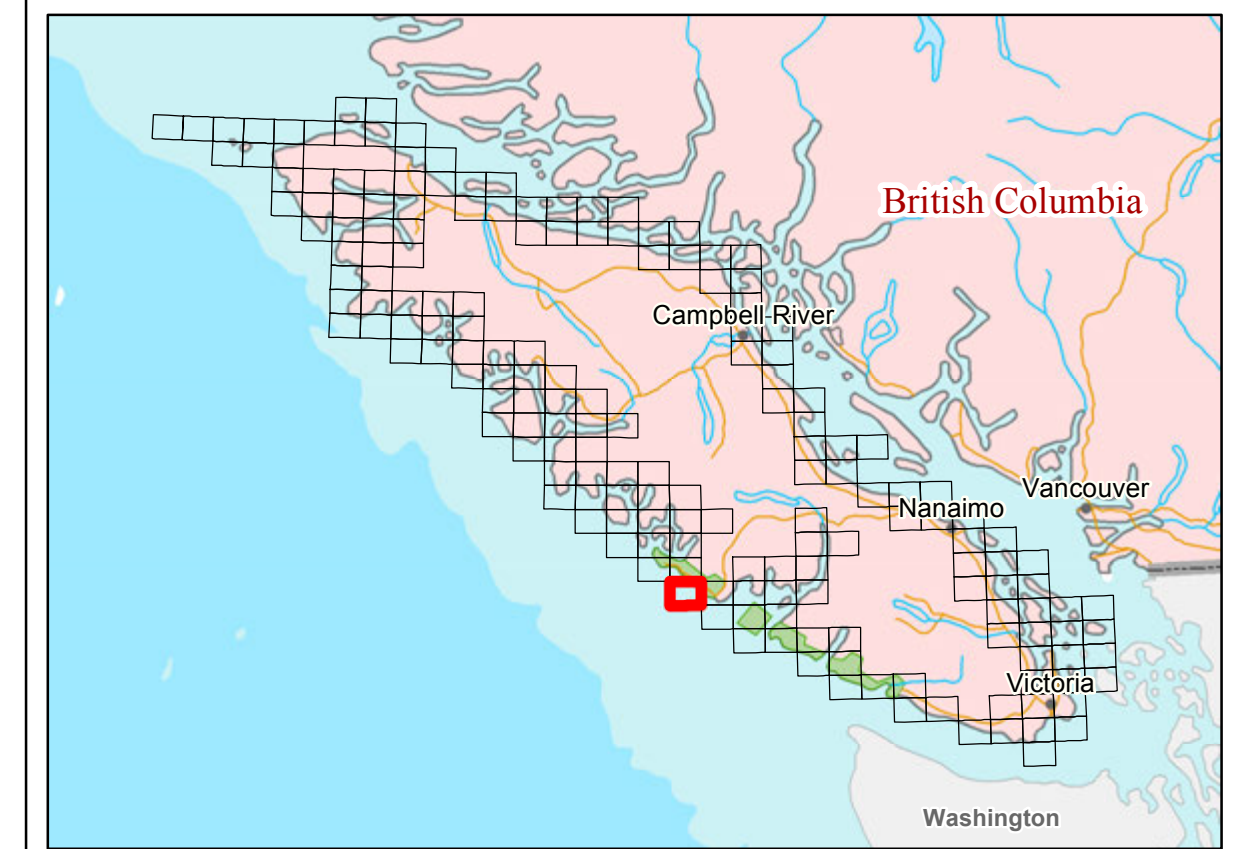 British Columbia
Campbell River
Vancouver
Nanaimo
Victoria
Washington